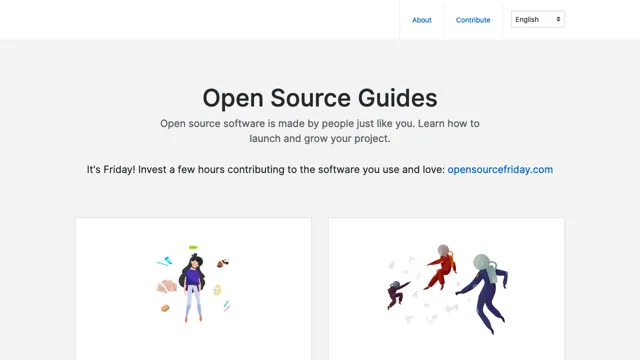 About
Contribute
English
Open Source Guides
Open source software is made by people just like you. Learn how to
launch and grow your project.
It's Friday! Invest a few hours contributing to the software you use and love: opensourcefriday.com